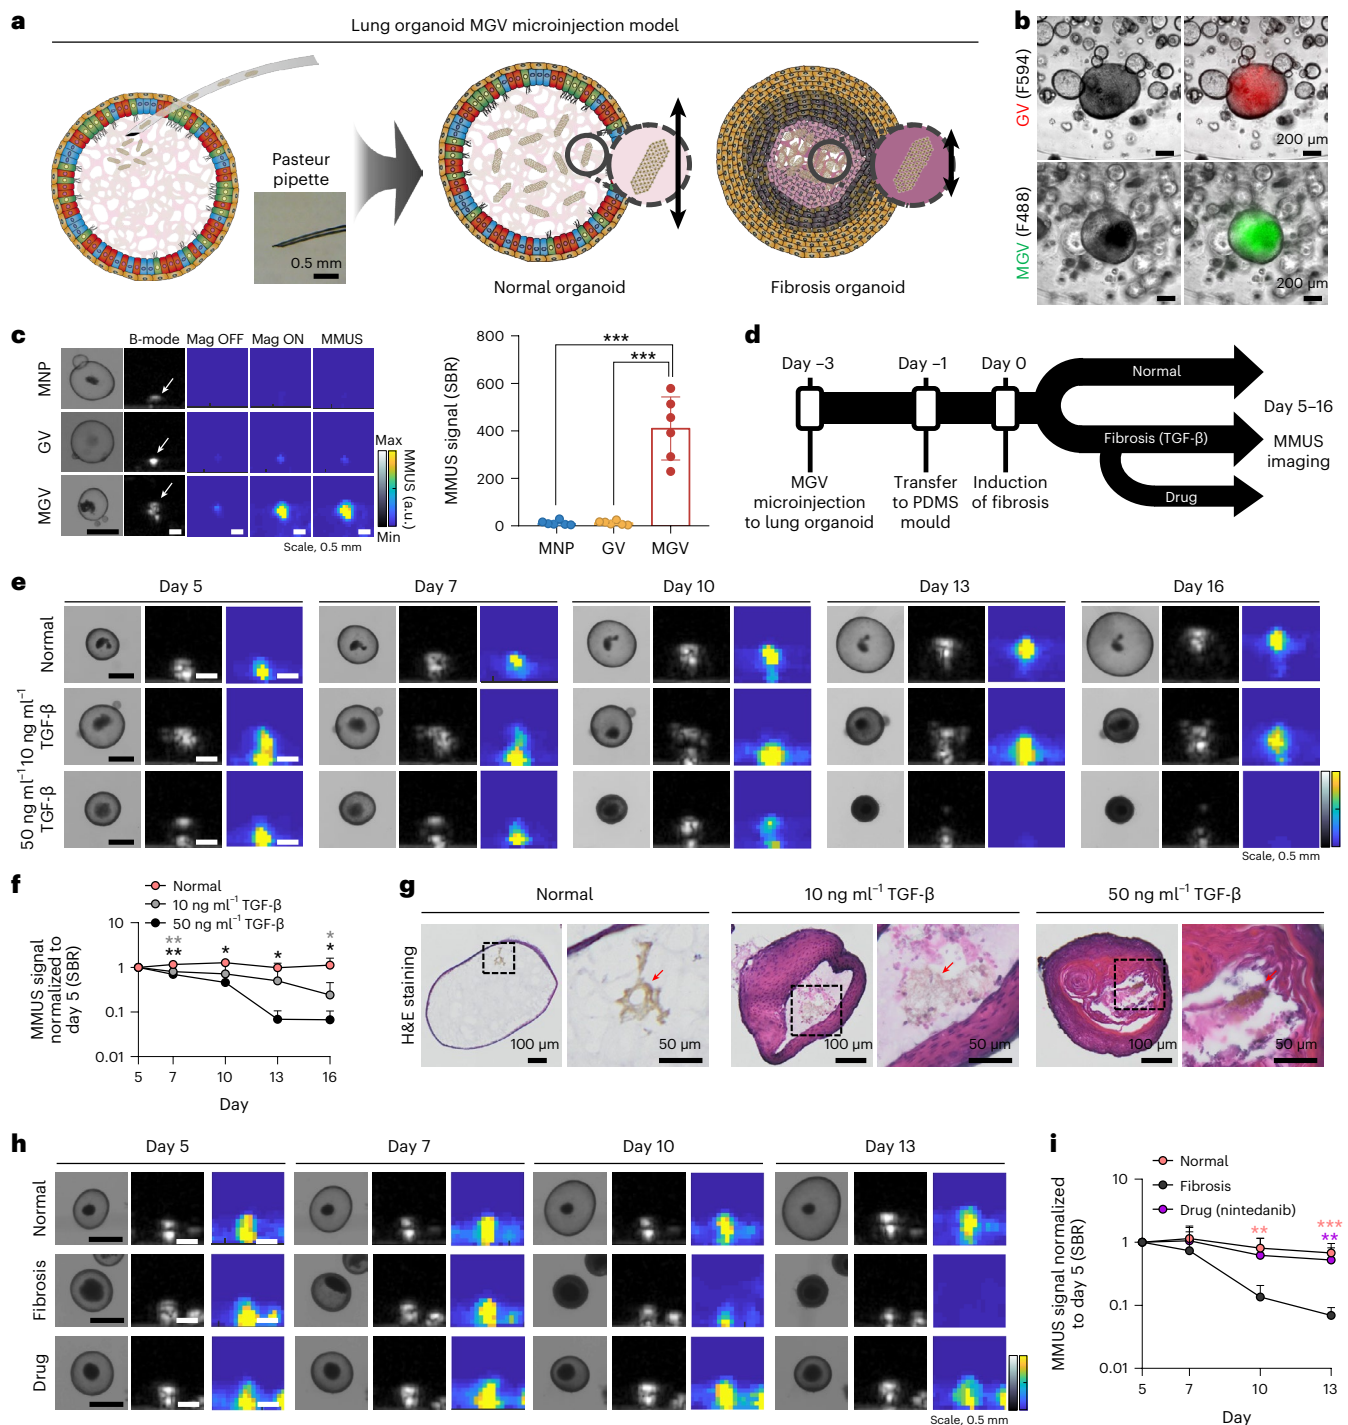 a
Lung organoid MGV microinjection model
Pasteur
pipette
0.5 mm
Normal organoid
Fibrosis organoid
b
GV (F594)
200 µm
MGV (F488)
200 µm
c
B-mode
Mag OFF
Mag ON
MMUS
MNP
GV
MGV
Max
MMUS (a.u.)
Min
Scale, 0.5 mm
MMUS signal (SBR)
800
600
400
200
0
***
***
MNP
GV
MGV
d
Day –3
Day –1
Day 0
Normal
Day 5–16
Fibrosis (TGF-β)
MMUS
imaging
Drug
MGV
microinjection
to lung organoid
Transfer
to PDMS
mould
Induction
of fibrosis
e
Day 5
Day 7
Day 10
Day 13
Day 16
Normal
10 ng ml⁻¹
TGF-β
50 ng ml⁻¹
TGF-β
Scale, 0.5 mm
f
Normal
10 ng ml⁻¹ TGF-β
50 ng ml⁻¹ TGF-β
MMUS signal
normalized to
day 5 (SBR)
10
1
0.1
0.01
**
**
*
*
*
*
5
7
10
13
16
Day
g
Normal
10 ng ml⁻¹ TGF-β
50 ng ml⁻¹ TGF-β
H&E staining
100 µm
50 µm
100 µm
50 µm
100 µm
50 µm
h
Day 5
Day 7
Day 10
Day 13
Normal
Fibrosis
Drug
Scale, 0.5 mm
i
Normal
Fibrosis
Drug (nintedanib)
MMUS signal normalized
to day 5 (SBR)
10
1
0.1
0.01
**
***
**
5
7
10
13
Day